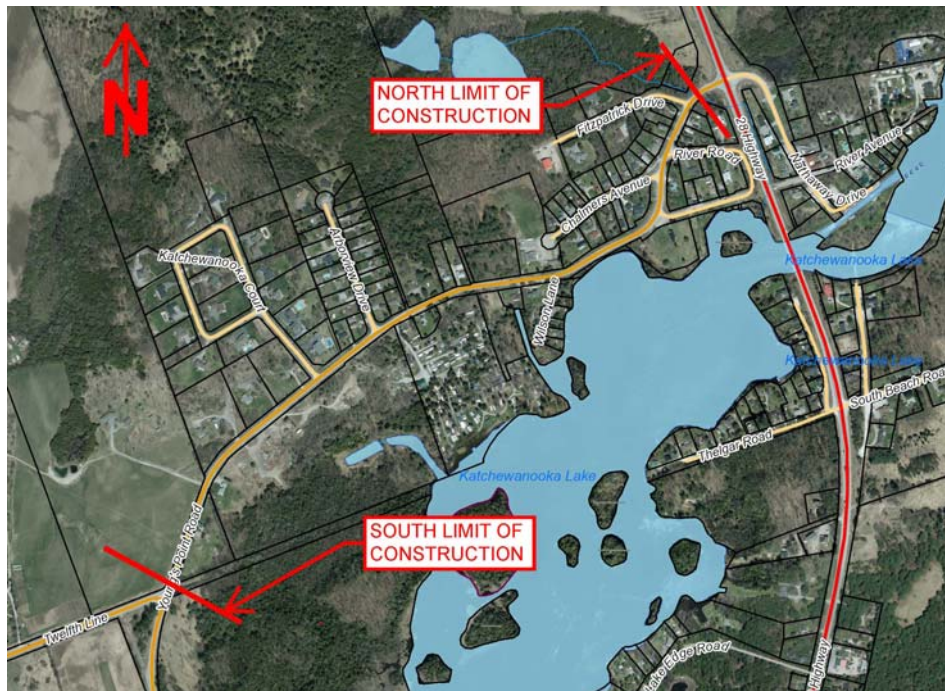 N
NORTH LIMIT OF
CONSTRUCTION
Fitzpatrick Drive
28 Highway
River Road
River Avenue
Nathaway Drive
Chalmers Avenue
Katchewanooka Court
Arborview Drive
Katchewanooka Lake
Wilson Lane
Katchewanooka Lake
South Beach Road
Thelgar Road
Katchewanooka Lake
Young's Point Road
SOUTH LIMIT OF
CONSTRUCTION
Twelfth Line
Lake Edge Road
Highway